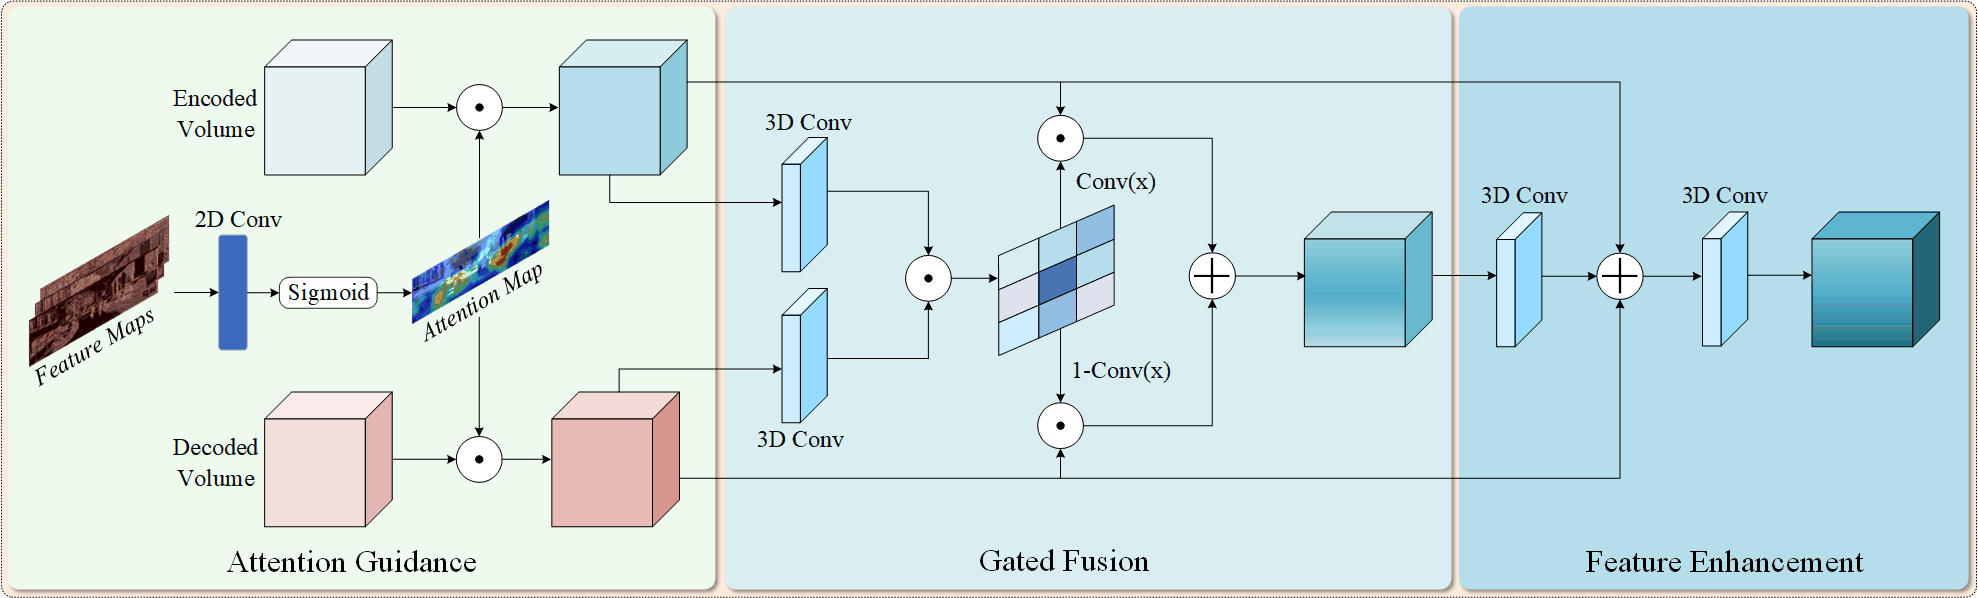 Encoded
Volume
2D Conv
Feature Maps
Sigmoid
Attention Map
Decoded
Volume
Attention Guidance
3D Conv
3D Conv
Conv(x)
1-Conv(x)
Gated Fusion
3D Conv
3D Conv
Feature Enhancement